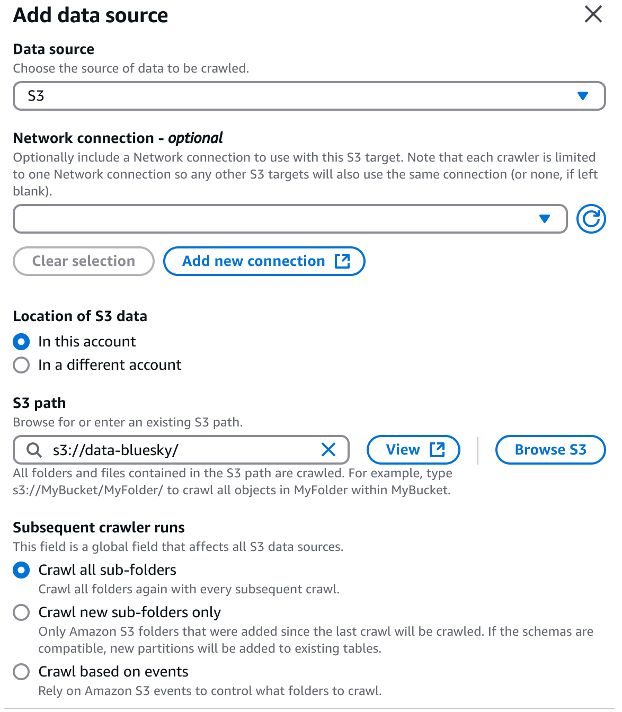 Add data source
Data source
Choose the source of data to be crawled.
S3
Network connection - optional
Optionally include a Network connection to use with this S3 target. Note that each crawler is limited
to one Network connection so any other S3 targets will also use the same connection (or none, if left
blank).
Clear selection Add new connection
Location of S3 data
In this account
In a different account
S3 path
Browse for or enter an existing S3 path.
s3://data-bluesky/ View Browse S3
All folders and files contained in the S3 path are crawled. For example, type
s3://MyBucket/MyFolder/ to crawl all objects in MyFolder within MyBucket.
Subsequent crawler runs
This field is a global field that affects all S3 data sources.
Crawl all sub-folders
Crawl all folders again with every subsequent crawl.
Crawl new sub-folders only
Only Amazon S3 folders that were added since the last crawl will be crawled. If the schemas are
compatible, new partitions will be added to existing tables.
Crawl based on events
Rely on Amazon S3 events to control what folders to crawl.